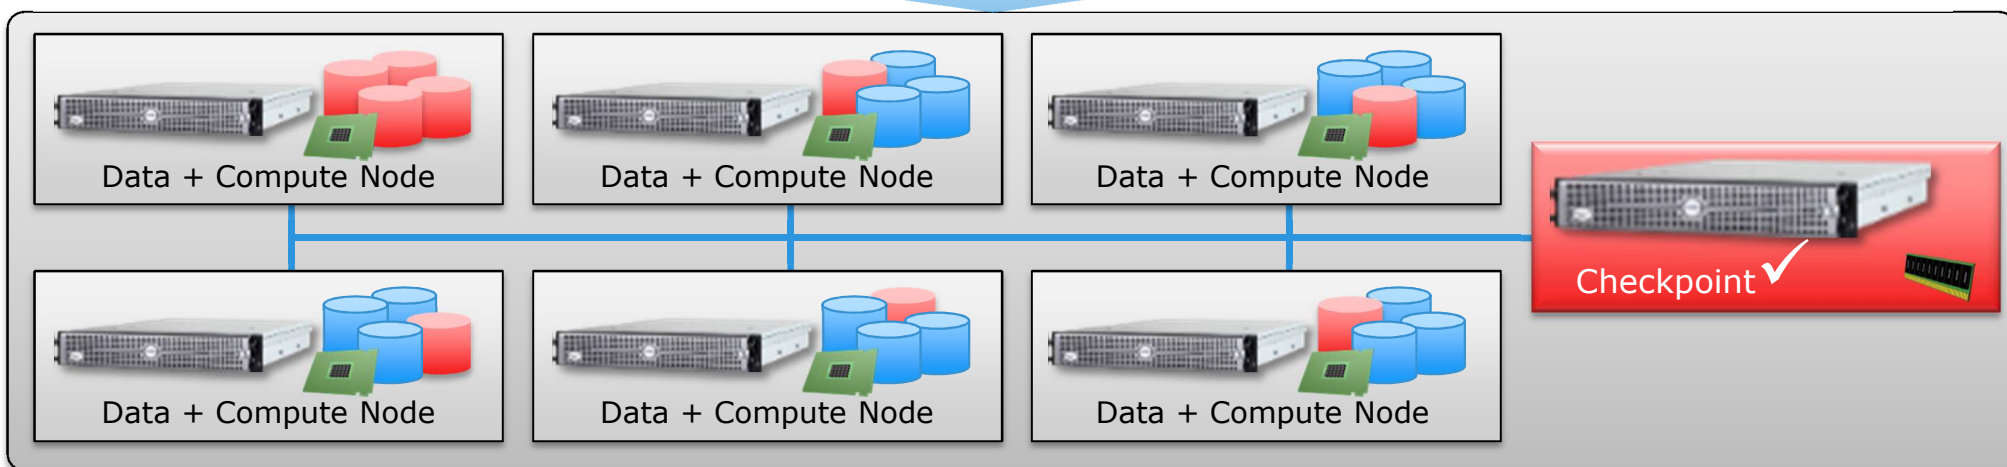 Data + Compute Node
Data + Compute Node
Data + Compute Node
Checkpoint ✓
Data + Compute Node
Data + Compute Node
Data + Compute Node